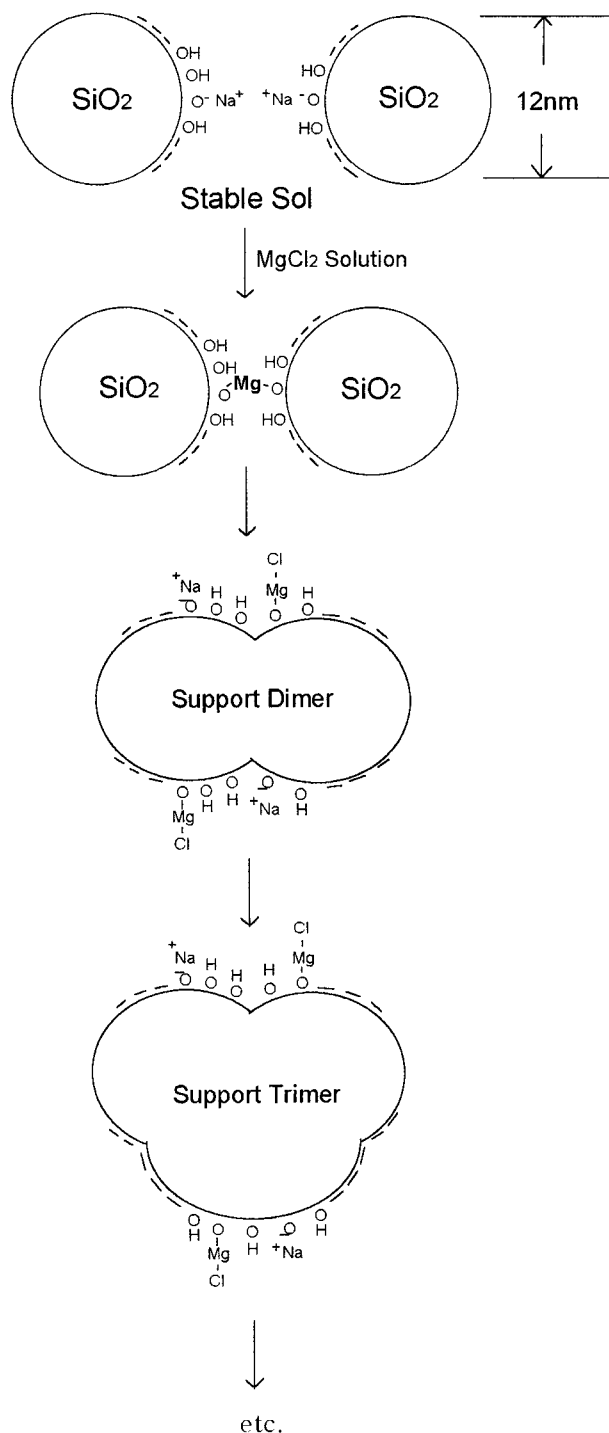 OH HO
OH
SiO2 O- Na+ +Na -O SiO2 12nm
OH HO
Stable Sol
MgCl2 Solution
OH HO
OH
SiO2 O Mg O SiO2
OH HO
Cl
+Na H H Mg H
O O O O O
Support Dimer
O O O O O
Mg H H +Na H
Cl
Cl
+Na H H H Mg
O O O O O
Support Trimer
O O O O O
H Mg H +Na H
Cl
etc.